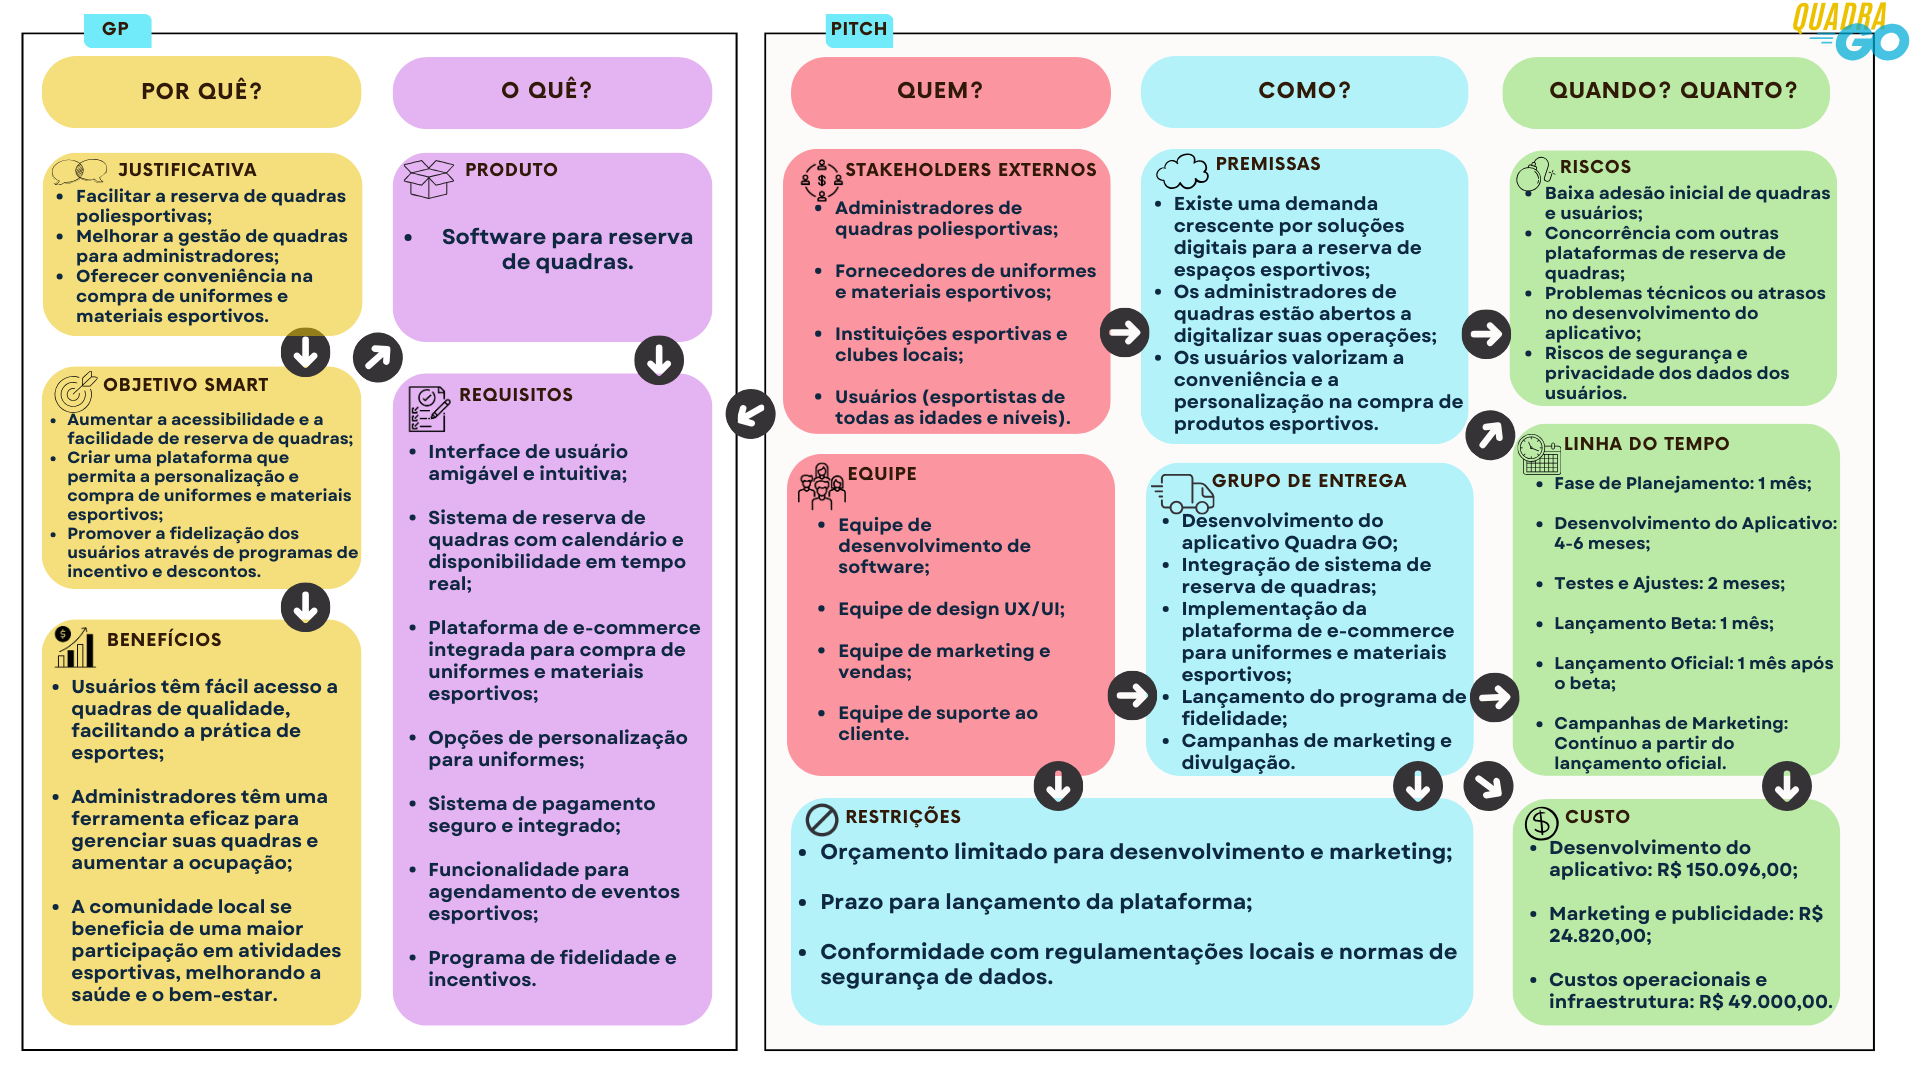 GP
PITCH
QUADRA
GO
POR QUÊ?
O QUÊ?
QUEM?
COMO?
QUANDO? QUANTO?
JUSTIFICATIVA
• Facilitar a reserva de quadras
poliesportivas;
• Melhorar a gestão de quadras
para administradores;
• Oferecer conveniência na
compra de uniformes e
materiais esportivos.
OBJETIVO SMART
• Aumentar a acessibilidade e a
facilidade de reserva de quadras;
• Criar uma plataforma que
permita a personalização e
compra de uniformes e materiais
esportivos;
• Promover a fidelização dos
usuários através de programas de
incentivo e descontos.
BENEFÍCIOS
• Usuários têm fácil acesso a
quadras de qualidade,
facilitando a prática de
esportes;
• Administradores têm uma
ferramenta eficaz para
gerenciar suas quadras e
aumentar a ocupação;
• A comunidade local se
beneficia de uma maior
participação em atividades
esportivas, melhorando a
saúde e o bem-estar.
PRODUTO
• Software para reserva
de quadras.
REQUISITOS
• Interface de usuário
amigável e intuitiva;
• Sistema de reserva de
quadras com calendário e
disponibilidade em tempo
real;
• Plataforma de e-commerce
integrada para compra de
uniformes e materiais
esportivos;
• Opções de personalização
para uniformes;
• Sistema de pagamento
seguro e integrado;
• Funcionalidade para
agendamento de eventos
esportivos;
• Programa de fidelidade e
incentivos.
STAKEHOLDERS EXTERNOS
• Administradores de
quadras poliesportivas;
• Fornecedores de uniformes
e materiais esportivos;
• Instituições esportivas e
clubes locais;
• Usuários (esportistas de
todas as idades e níveis).
EQUIPE
• Equipe de
desenvolvimento de
software;
• Equipe de design UX/UI;
• Equipe de marketing e
vendas;
• Equipe de suporte ao
cliente.
PREMISSAS
• Existe uma demanda
crescente por soluções
digitais para a reserva de
espaços esportivos;
• Os administradores de
quadras estão abertos a
digitalizar suas operações;
• Os usuários valorizam a
conveniência e a
personalização na compra de
produtos esportivos.
GRUPO DE ENTREGA
• Desenvolvimento do
aplicativo Quadra GO;
• Integração de sistema de
reserva de quadras;
• Implementação da
plataforma de e-commerce
para uniformes e materiais
esportivos;
• Lançamento do programa de
fidelidade;
• Campanhas de marketing e
divulgação.
RESTRIÇÕES
• Orçamento limitado para desenvolvimento e marketing;
• Prazo para lançamento da plataforma;
• Conformidade com regulamentações locais e normas de
segurança de dados.
RISCOS
• Baixa adesão inicial de quadras
e usuários;
• Concorrência com outras
plataformas de reserva de
quadras;
• Problemas técnicos ou atrasos
no desenvolvimento do
aplicativo;
• Riscos de segurança e
privacidade dos dados dos
usuários.
LINHA DO TEMPO
• Fase de Planejamento: 1 mês;
• Desenvolvimento do Aplicativo:
4-6 meses;
• Testes e Ajustes: 2 meses;
• Lançamento Beta: 1 mês;
• Lançamento Oficial: 1 mês após
o beta;
• Campanhas de Marketing:
Contínuo a partir do
lançamento oficial.
CUSTO
• Desenvolvimento do
aplicativo: R$ 150.096,00;
• Marketing e publicidade: R$
24.820,00;
• Custos operacionais e
infraestrutura: R$ 49.000,00.